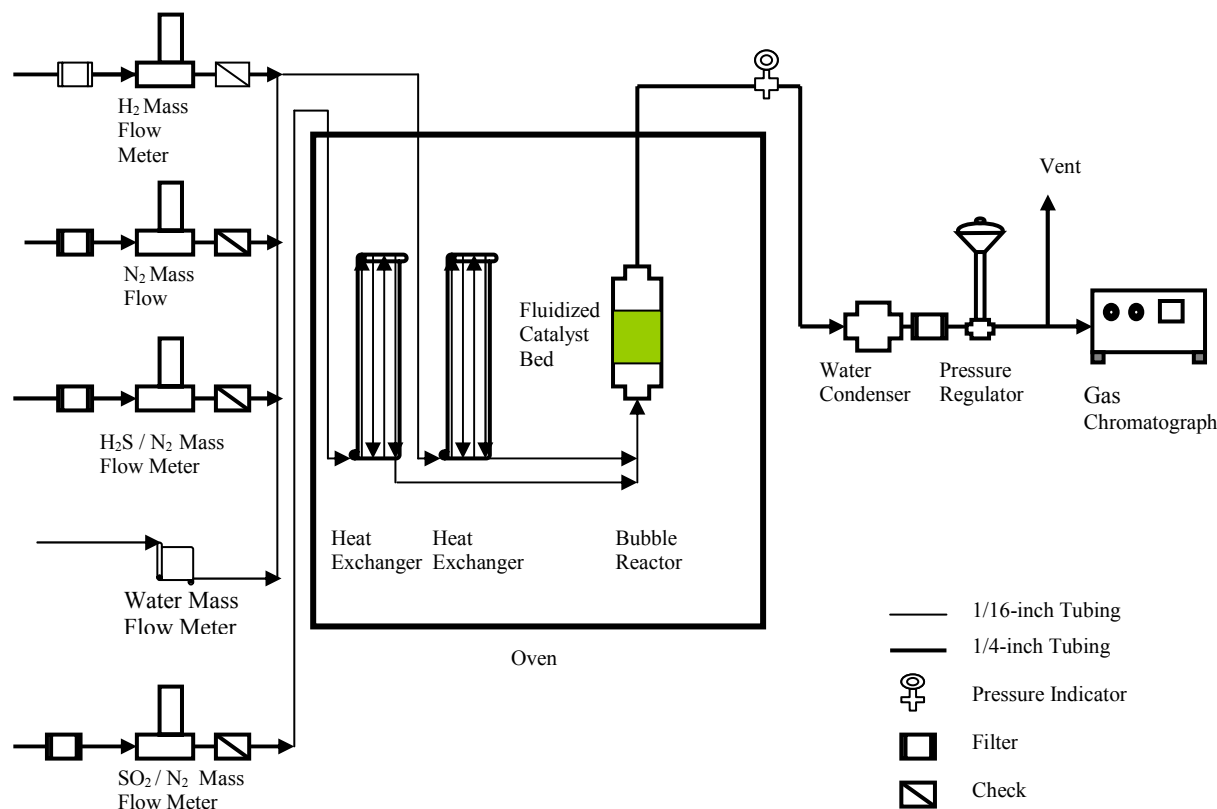 H₂ Mass
Flow
Meter
N₂ Mass
Flow
H₂S / N₂ Mass
Flow Meter
Water Mass
Flow Meter
SO₂ / N₂ Mass
Flow Meter
Fluidized
Catalyst
Bed
Heat
Exchanger
Heat
Exchanger
Bubble
Reactor
Oven
Vent
Water
Condenser
Pressure
Regulator
Gas
Chromatograph
1/16-inch Tubing
1/4-inch Tubing
Pressure Indicator
Filter
Check